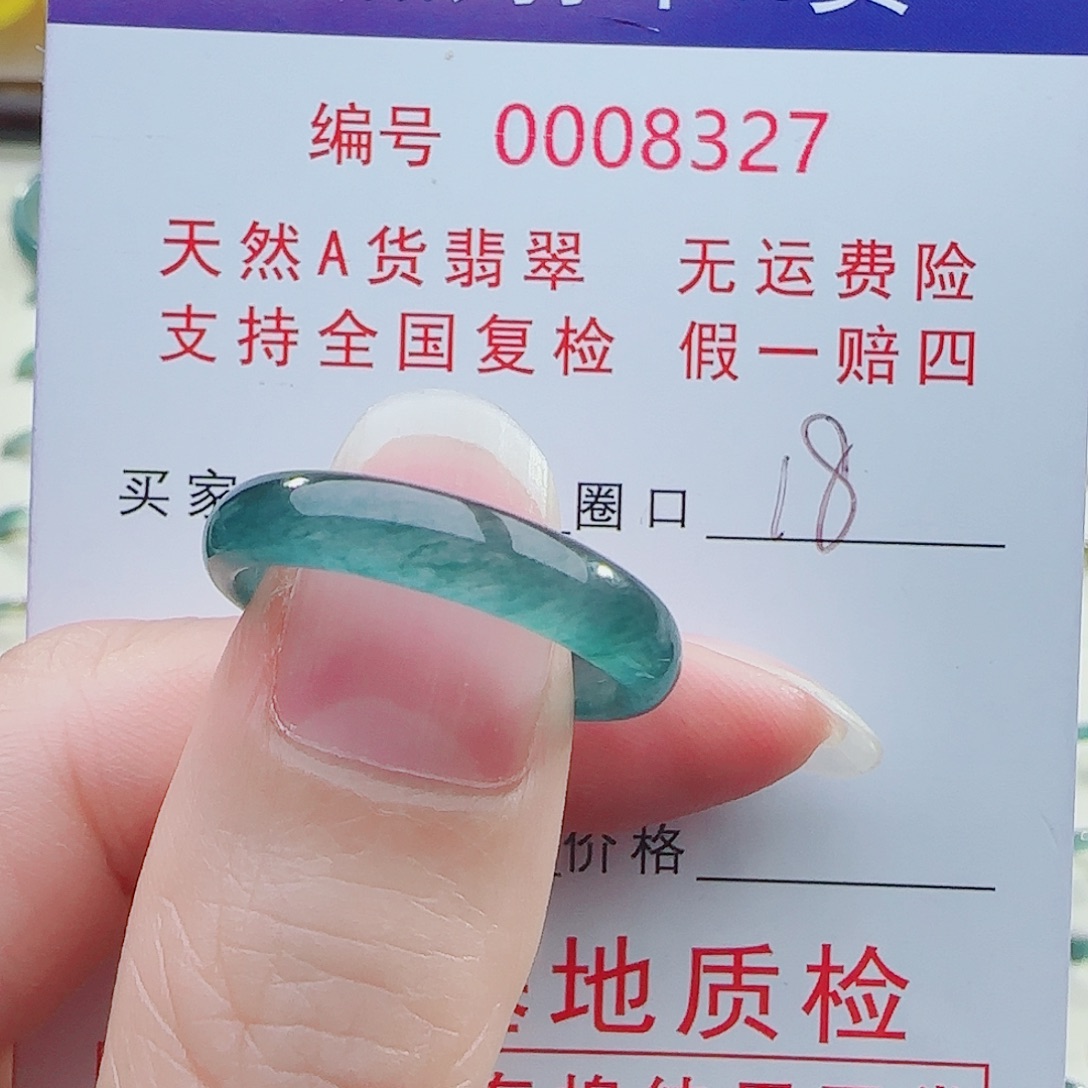 编号 0008327
天然A货翡翠 无运费险
支持全国复检 假一赔四
买家 圈口 18
价格
地质检